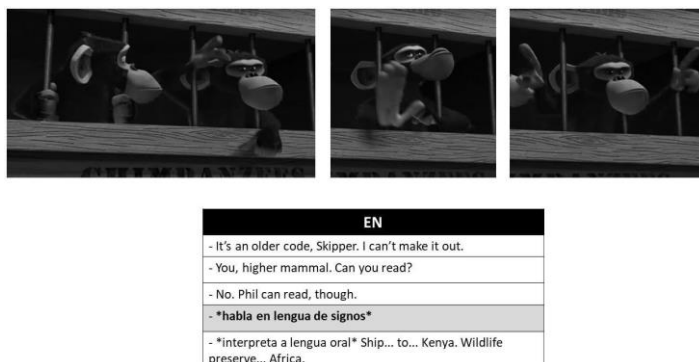 CHIMPANZEES
EN
- It's an older code, Skipper. I can't make it out.
- You, higher mammal. Can you read?
- No. Phil can read, though.
- *habla en lengua de signos*
- *interpreta a lengua oral* Ship... to... Kenya. Wildlife
preserve... Africa.